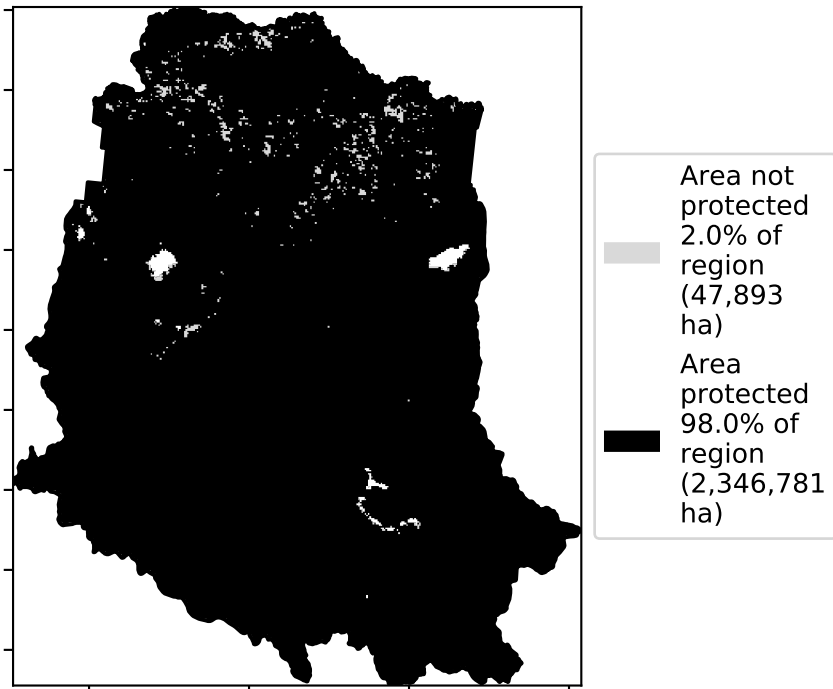 Area not
protected
2.0% of
region
(47,893
ha)
Area
protected
98.0% of
region
(2,346,781
ha)